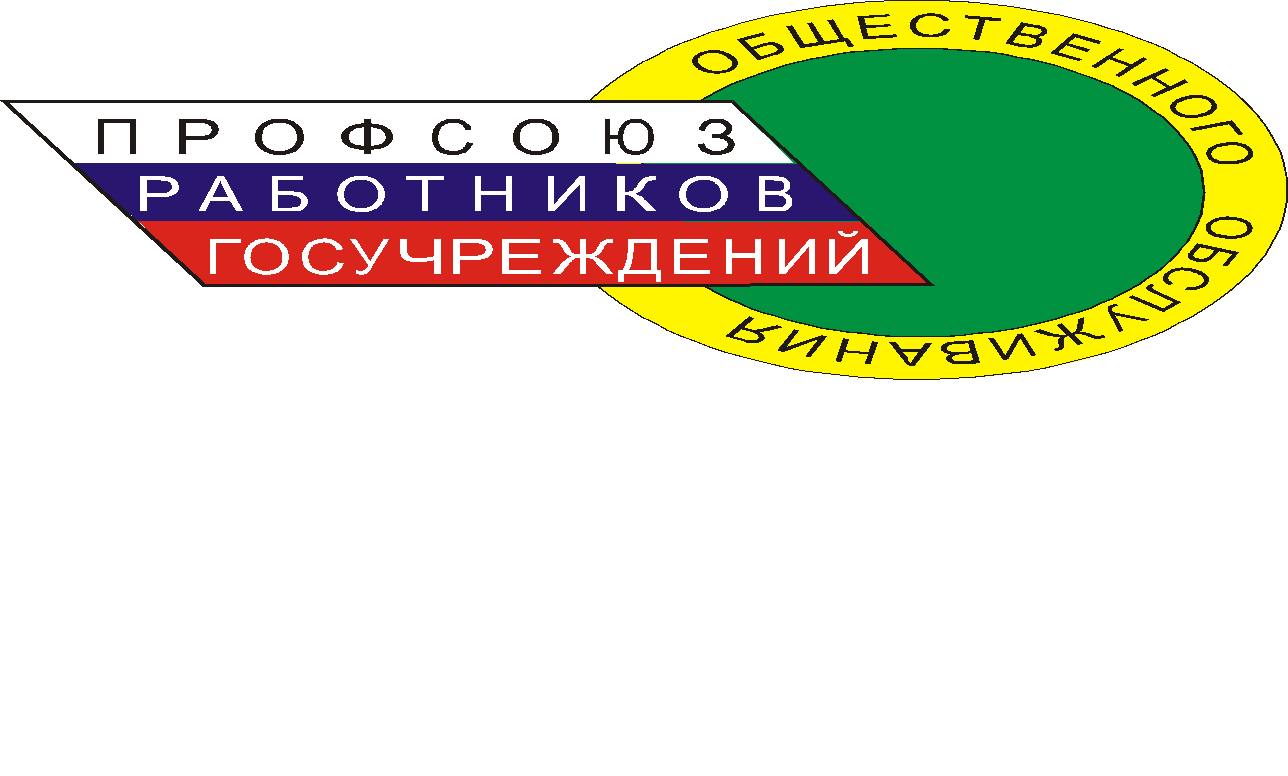 ПРОФСОЮЗ
РАБОТНИКОВ
ГОСУЧРЕЖДЕНИЙ
ОБЩЕСТВЕННОГО ОБСЛУЖИВАНИЯ